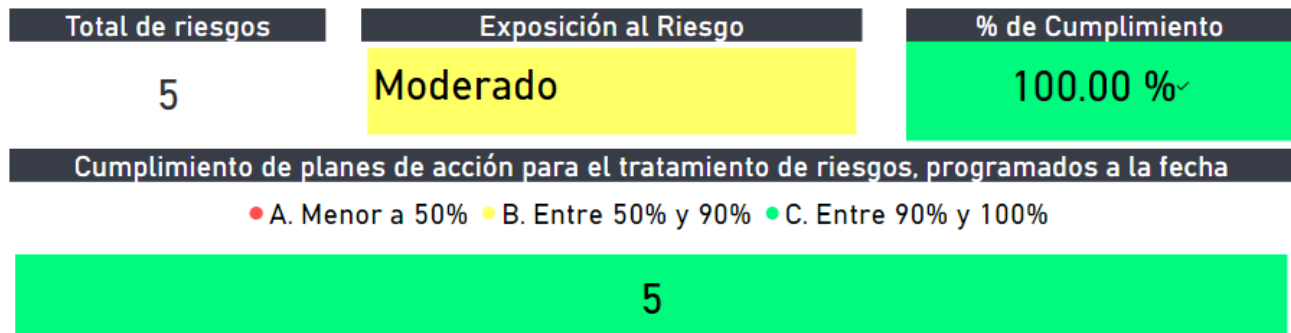 Total de riesgos
Exposición al Riesgo
% de Cumplimiento
5
Moderado
100.00 %✓
Cumplimiento de planes de acción para el tratamiento de riesgos, programados a la fecha
A. Menor a 50% B. Entre 50% y 90% C. Entre 90% y 100%
5